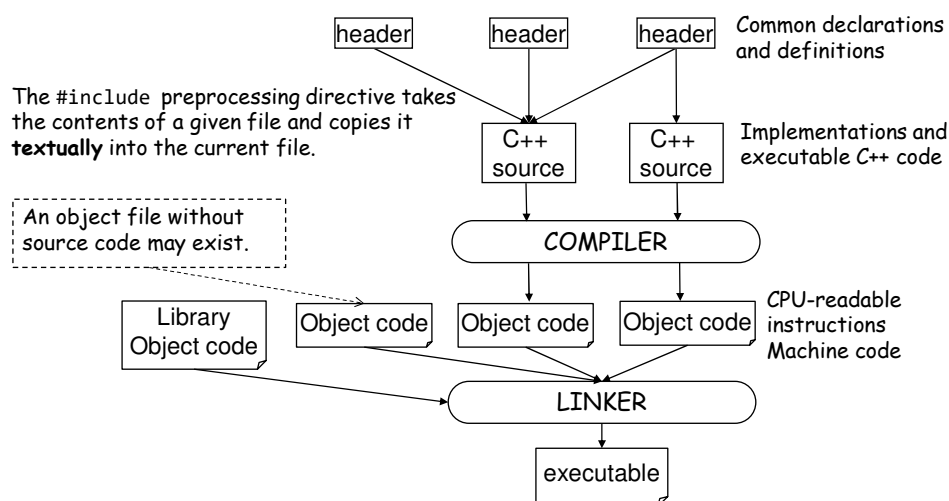 header
header
header
Common declarations
and definitions
The #include preprocessing directive takes
the contents of a given file and copies it
textually into the current file.
C++
source
C++
source
Implementations and
executable C++ code
An object file without
source code may exist.
COMPILER
Library
Object code
Object code
Object code
Object code
CPU-readable
instructions
Machine code
LINKER
executable